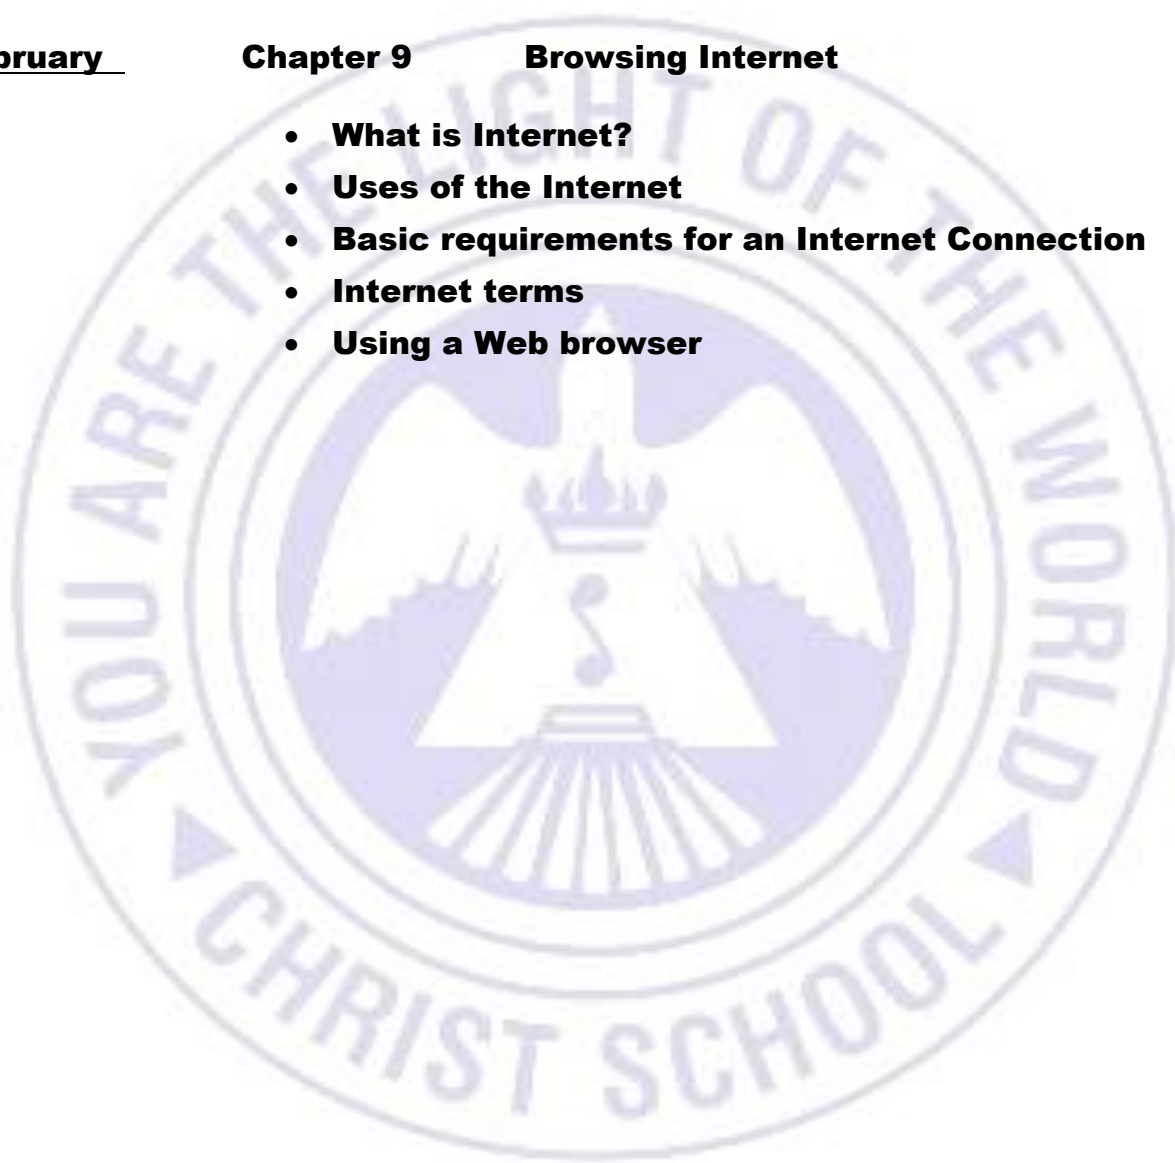 bruary Chapter 9 Browsing Internet
• What is Internet?
• Uses of the Internet
• Basic requirements for an Internet Connection
• Internet terms
• Using a Web browser
YOU ARE THE LIGHT OF THE WORLD
CHRIST SCHOOL